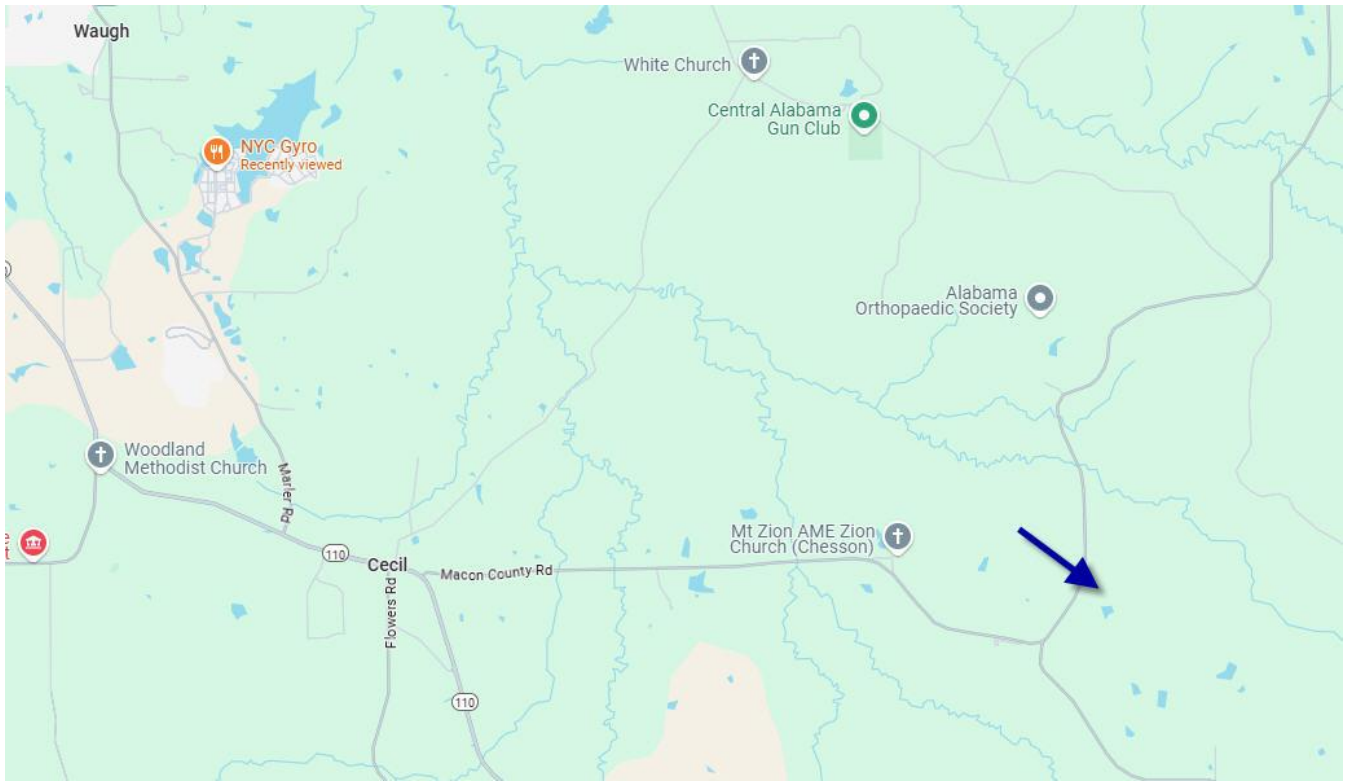 Waugh
White Church
Central Alabama
Gun Club
NYC Gyro
Recently viewed
Alabama
Orthopaedic Society
Woodland
Methodist Church
Marler Rd
110
Cecil
Mt Zion AME Zion
Church (Chesson)
Macon County Rd
Flowers Rd
110